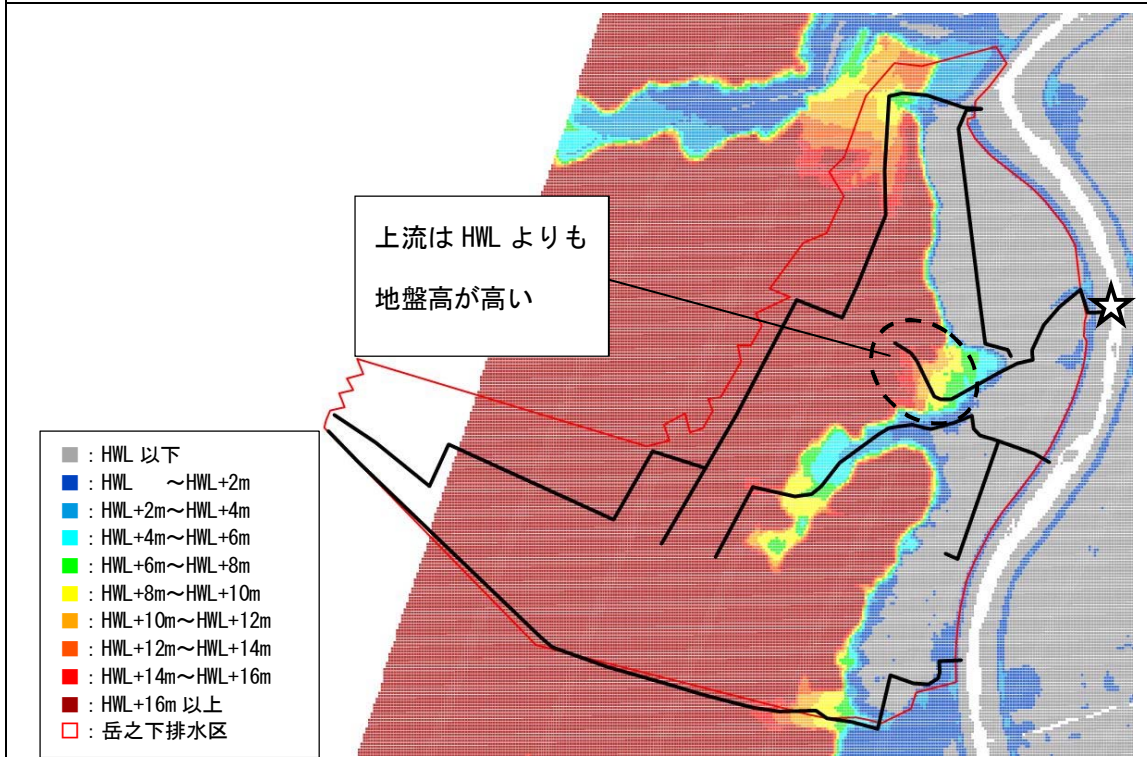 上流は HWL よりも
地盤高が高い
：HWL 以下
：HWL ～HWL+2m
：HWL+2m～HWL+4m
：HWL+4m～HWL+6m
：HWL+6m～HWL+8m
：HWL+8m～HWL+10m
：HWL+10m～HWL+12m
：HWL+12m～HWL+14m
：HWL+14m～HWL+16m
：HWL+16m 以上
：岳之下排水区